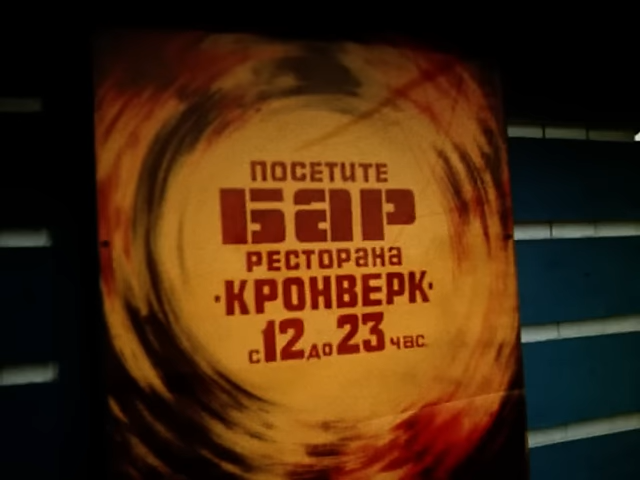 ПОСЕТИТЕ
БАР
РЕСТОРАНА
·КРОНВЕРК·
с 12 до 23 час.